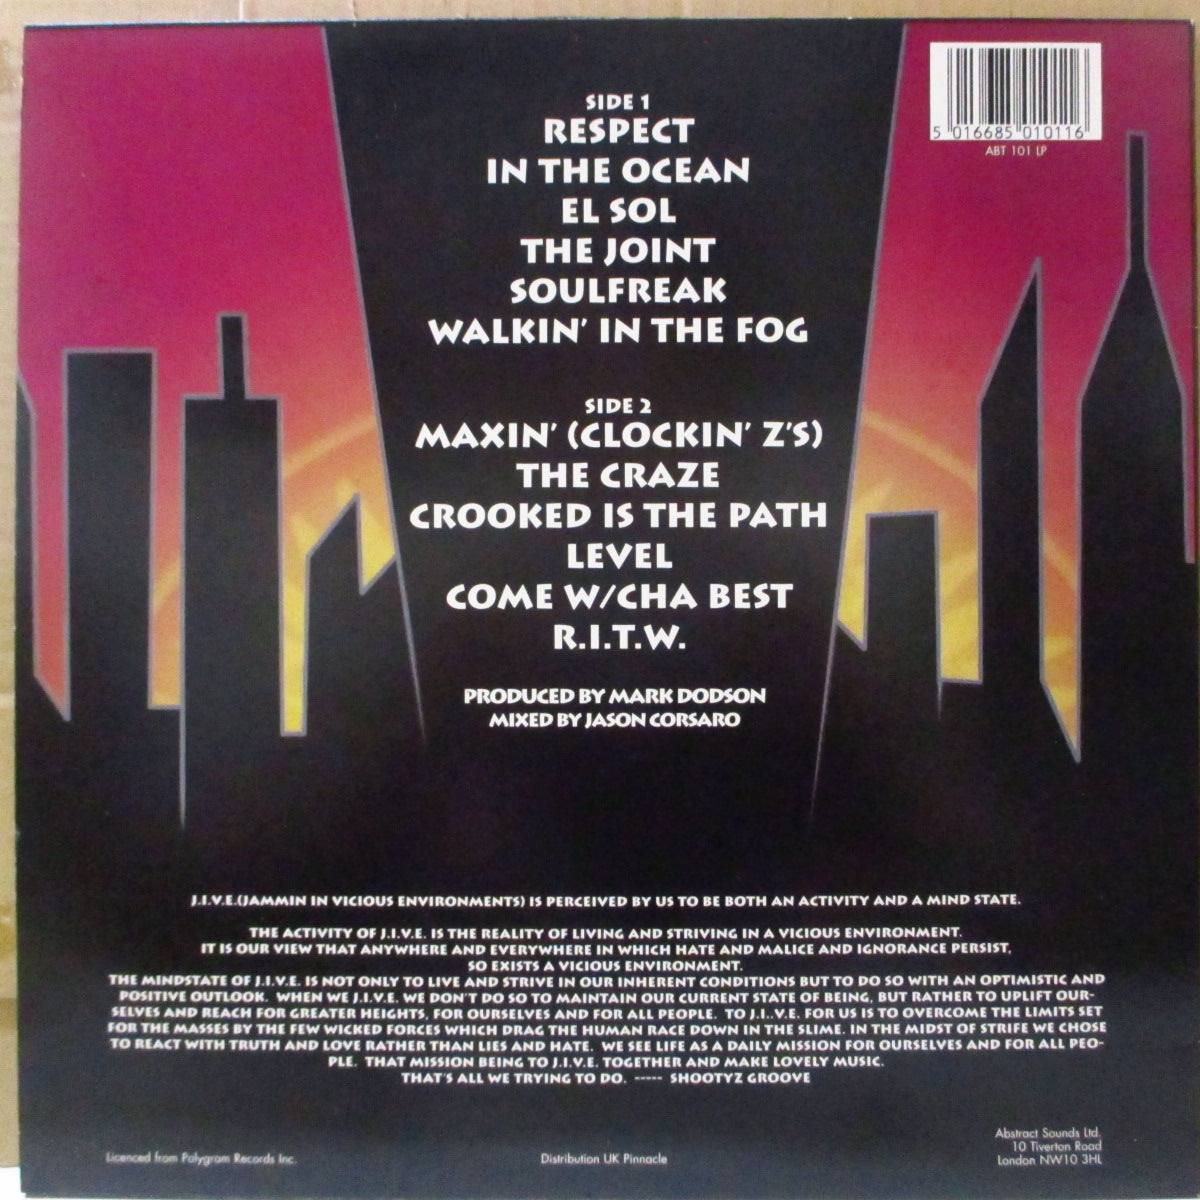 5 016685 010116
ABT 101 LP
SIDE 1
RESPECT
IN THE OCEAN
EL SOL
THE JOINT
SOULFREAK
WALKIN' IN THE FOG
SIDE 2
MAXIN' (CLOCKIN' Z'S)
THE CRAZE
CROOKED IS THE PATH
LEVEL
COME W/CHA BEST
R.I.T.W.
PRODUCED BY MARK DODSON
MIXED BY JASON CORSARO
J.I.V.E.(JAMMIN IN VICIOUS ENVIRONMENTS) IS PERCEIVED BY US TO BE BOTH AN ACTIVITY AND A MIND STATE.
THE ACTIVITY OF J.I.V.E. IS THE REALITY OF LIVING AND STRIVING IN A VICIOUS ENVIRONMENT.
IT IS OUR VIEW THAT ANYWHERE AND EVERYWHERE IN WHICH HATE AND MALICE AND IGNORANCE PERSIST,
SO EXISTS A VICIOUS ENVIRONMENT.
THE MINDSTATE OF J.I.V.E. IS NOT ONLY TO LIVE AND STRIVE IN OUR INHERENT CONDITIONS BUT TO DO SO WITH AN OPTIMISTIC AND
POSITIVE OUTLOOK. WHEN WE J.I.V.E. WE DON'T DO SO TO MAINTAIN OUR CURRENT STATE OF BEING, BUT RATHER TO UPLIFT OUR-
SELVES AND REACH FOR GREATER HEIGHTS, FOR OURSELVES AND FOR ALL PEOPLE. TO J.I..V.E. FOR US IS TO OVERCOME THE LIMITS SET
FOR THE MASSES BY THE FEW WICKED FORCES WHICH DRAG THE HUMAN RACE DOWN IN THE SLIME. IN THE MIDST OF STRIFE WE CHOSE
TO REACT WITH TRUTH AND LOVE RATHER THAN LIES AND HATE. WE SEE LIFE AS A DAILY MISSION FOR OURSELVES AND FOR ALL PEO-
PLE. THAT MISSION BEING TO J.I.V.E. TOGETHER AND MAKE LOVELY MUSIC.
THAT'S ALL WE TRYING TO DO. ----- SHOOTYZ GROOVE
Licenced from Polygram Records Inc.
Distribution UK Pinnacle
Abstract Sounds Ltd.
10 Tiverton Road
London NW10 3HL